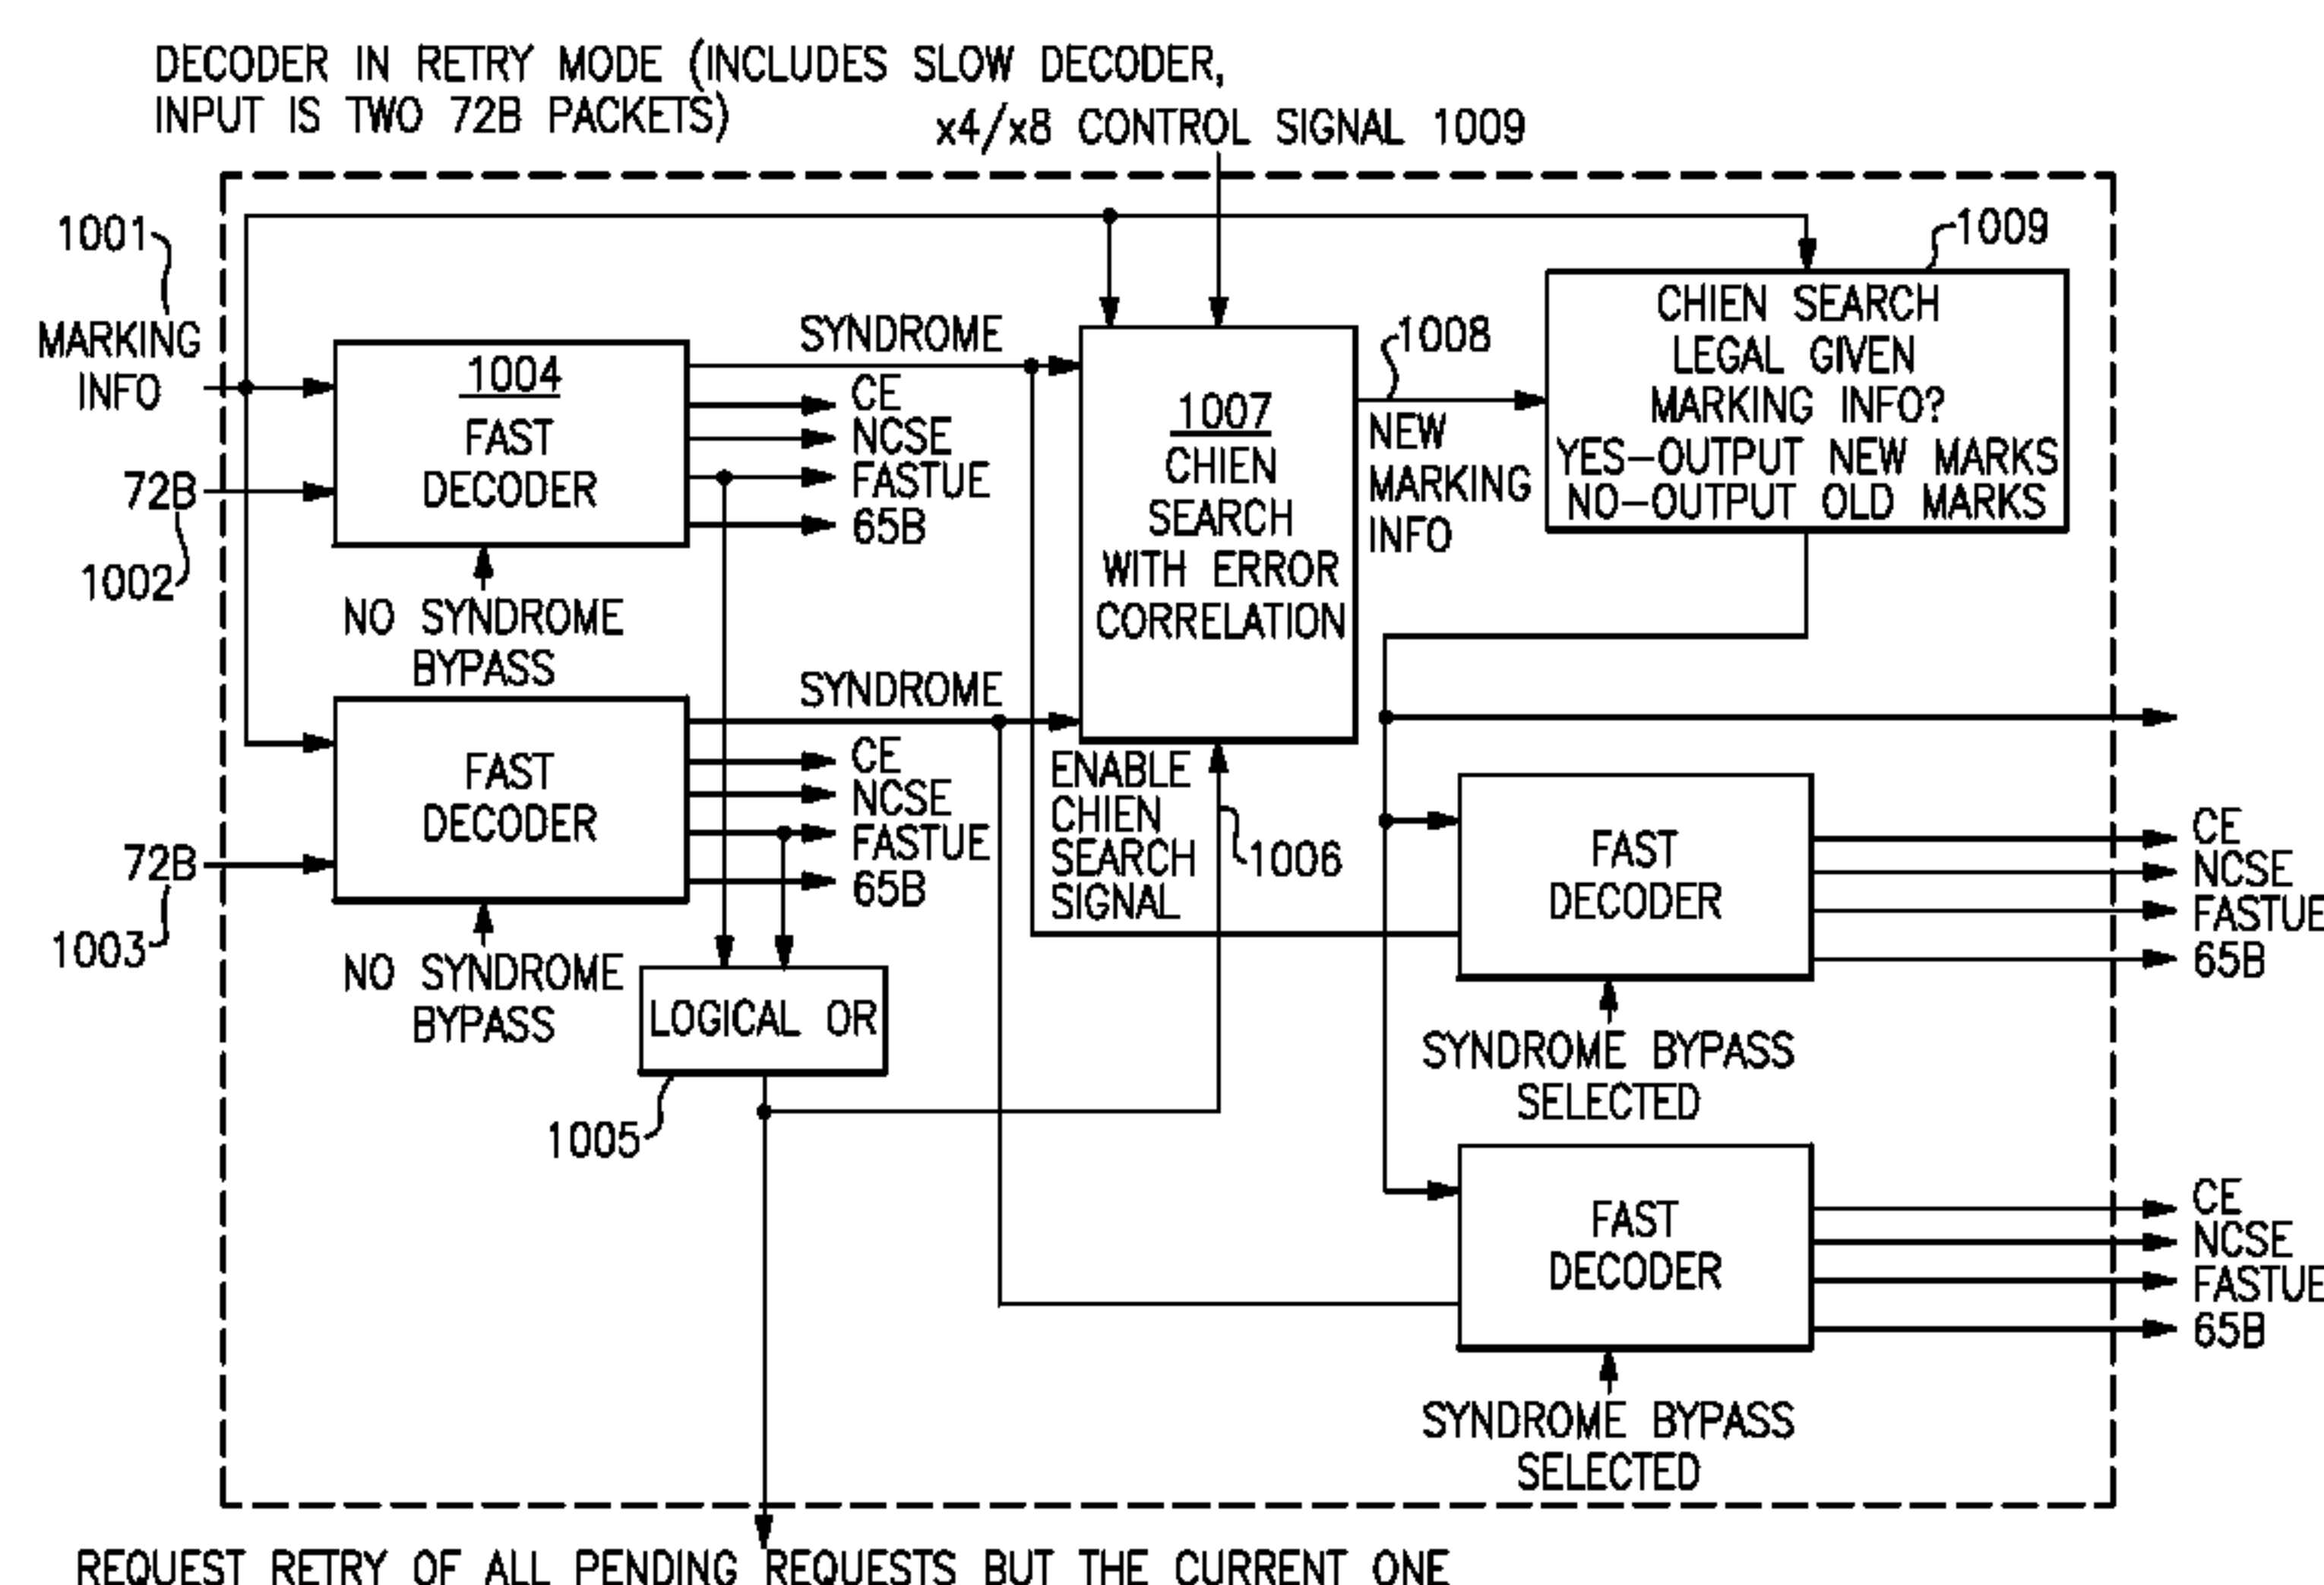 DECODER IN RETRY MODE (INCLUDES SLOW DECODER,
INPUT IS TWO 72B PACKETS)
x4/x8 CONTROL SIGNAL 1009
1001
MARKING
INFO
72B
1002
1004
FAST
DECODER
NO SYNDROME
BYPASS
SYNDROME
CE
NCSE
FASTUE
65B
1007
CHIEN
SEARCH
WITH ERROR
CORRELATION
1008
NEW
MARKING
INFO
1009
CHIEN SEARCH
LEGAL GIVEN
MARKING INFO?
YES-OUTPUT NEW MARKS
NO-OUTPUT OLD MARKS
72B
1003
FAST
DECODER
NO SYNDROME
BYPASS
SYNDROME
CE
NCSE
FASTUE
65B
ENABLE
CHIEN
SEARCH
SIGNAL
1006
LOGICAL OR
1005
FAST
DECODER
SYNDROME BYPASS
SELECTED
CE
NCSE
FASTUE
65B
FAST
DECODER
SYNDROME BYPASS
SELECTED
CE
NCSE
FASTUE
65B
REQUEST RETRY OF ALL PENDING REQUESTS BUT THE CURRENT ONE